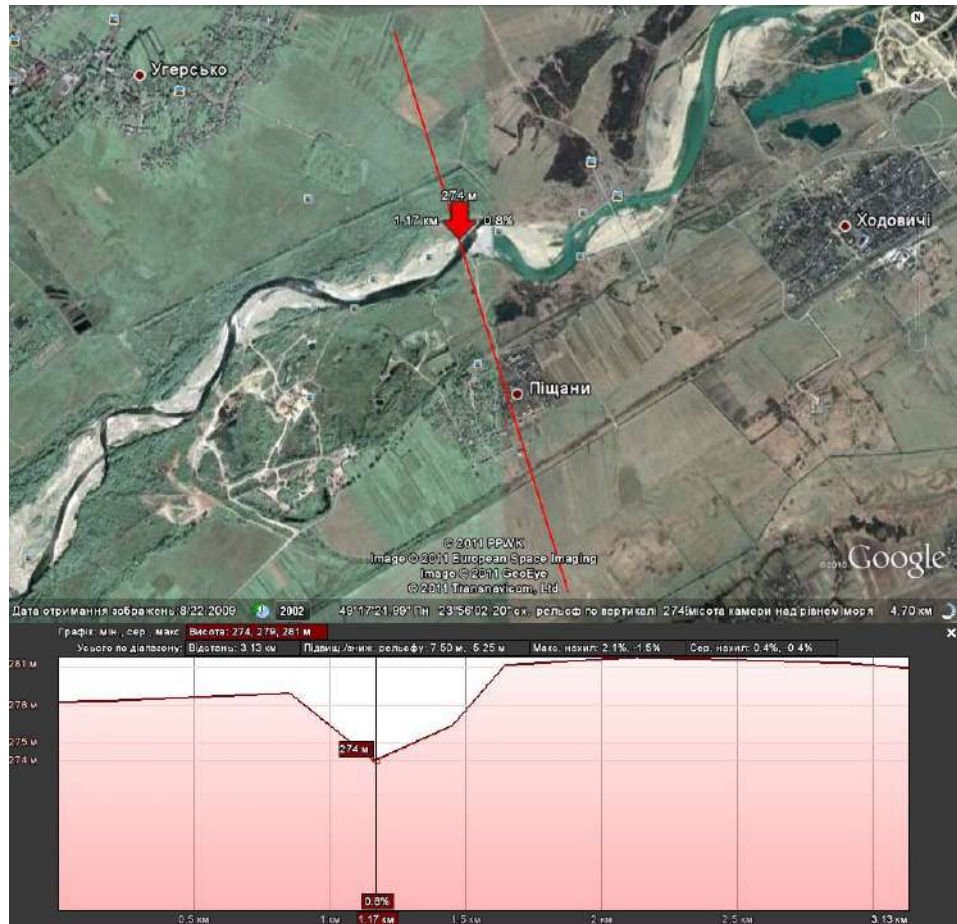 N
Угерсько
274 м
1.17 км 0.8%
Ходовичі
Піщани
© 2011 PPWK
Image © 2011 European Space Imaging
Image © 2011 GeoEye
© 2011 Transnavicom, Ltd
©2010 Google
Дата отримання зображень: 8/22/2009 2002 49°17'21.99" Пн 23°56'02.20" сх. рельєф по вертикалі 274 висота камери над рівнем моря 4.70 км
Графік: мін., сер., макс Висота: 274, 279, 281 м
Усього по діапазону: Відстань: 3.13 км Підвищ./зниж. рельєфу: 7.50 м, -5.25 м Макс. нахил: 2.1%, -1.5% Сер. нахил: 0.4%, -0.4%
281 м
278 м
275 м
274 м
274 м
0.8%
0.5 км 1 км 1.17 км 1.5 км 2 км 2.5 км 3.13 км